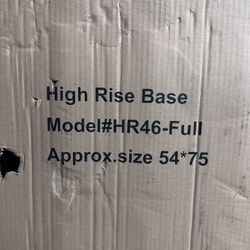 High Rise Base
Model#HR46-Full
Approx.size 54*75